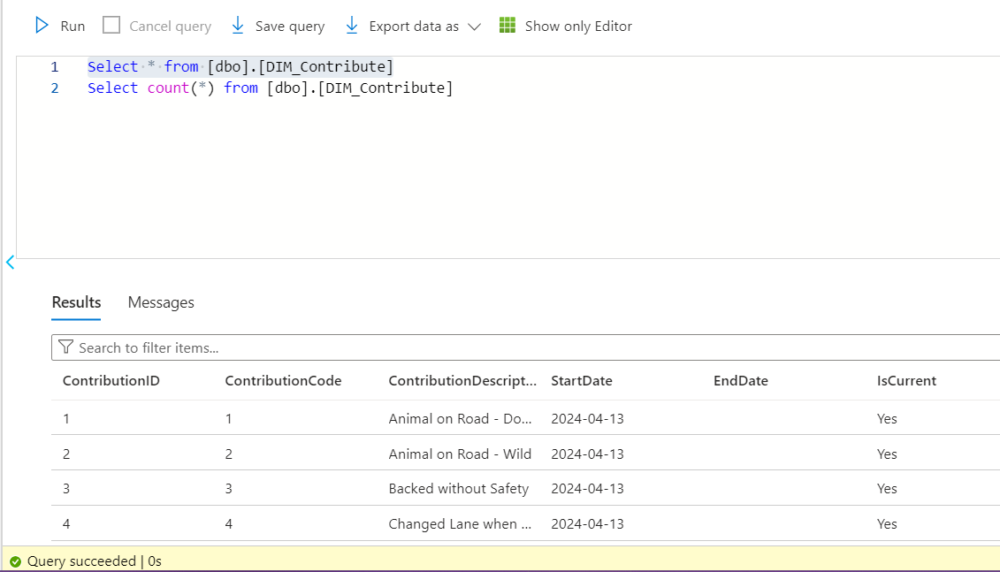 Run Cancel query Save query Export data as Show only Editor
1 Select * from [dbo].[DIM_Contribute]
2 Select count(*) from [dbo].[DIM_Contribute]
Results Messages
Search to filter items...
ContributionID ContributionCode ContributionDescript... StartDate EndDate IsCurrent
1 1 Animal on Road - Do... 2024-04-13 Yes
2 2 Animal on Road - Wild 2024-04-13 Yes
3 3 Backed without Safety 2024-04-13 Yes
4 4 Changed Lane when ... 2024-04-13 Yes
Query succeeded | 0s